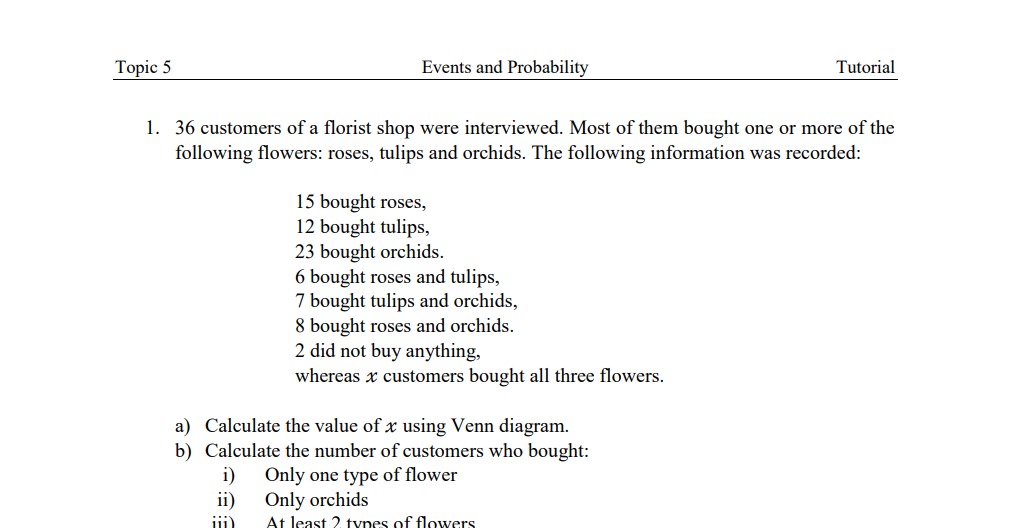 Topic 5 Events and Probability Tutorial
1. 36 customers of a florist shop were interviewed. Most of them bought one or more of the
following flowers: roses, tulips and orchids. The following information was recorded:
15 bought roses,
12 bought tulips,
23 bought orchids.
6 bought roses and tulips,
7 bought tulips and orchids,
8 bought roses and orchids.
2 did not buy anything,
whereas x customers bought all three flowers.
a) Calculate the value of x using Venn diagram.
b) Calculate the number of customers who bought:
i) Only one type of flower
ii) Only orchids
iii) At least 2 types of flowers